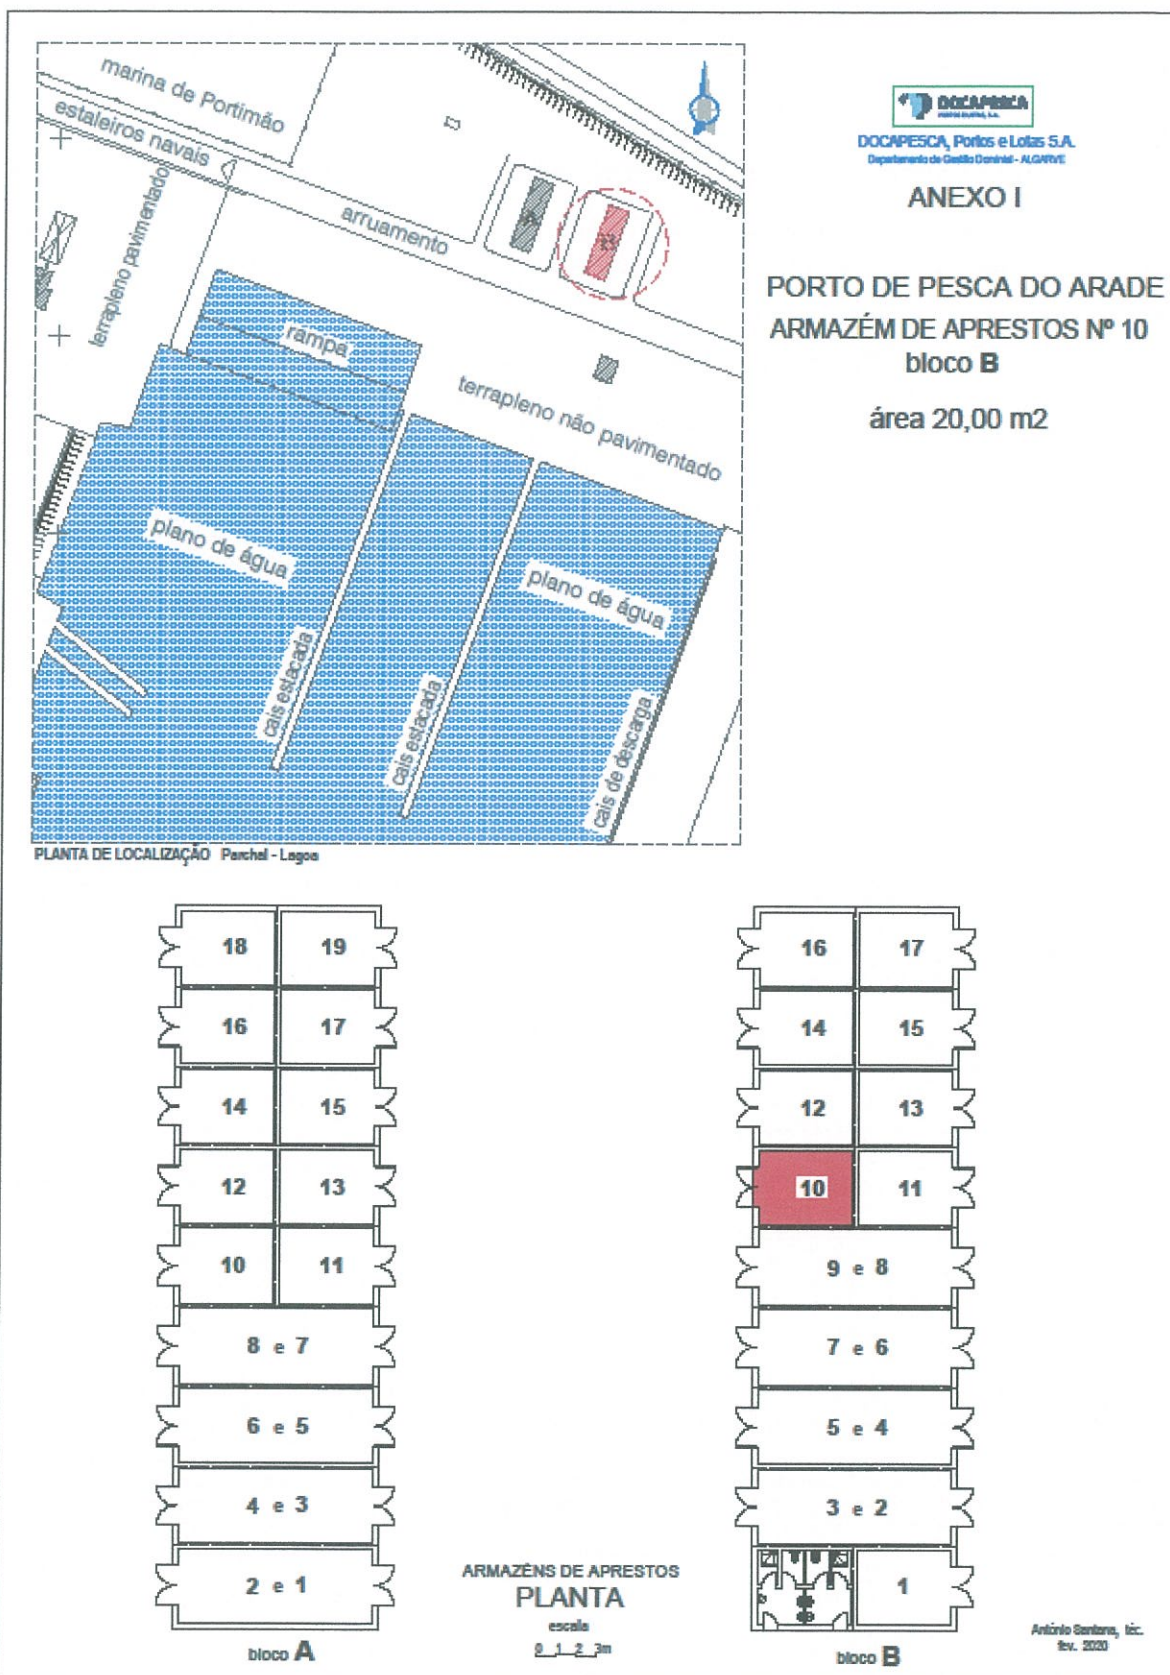 marina de Portimão
estaleiros navais
arruamento
terrapleno pavimentado
A
B
rampa
terrapleno não pavimentado
plano de água
plano de água
cais estacada
cais estacada
cais de descarga
PLANTA DE LOCALIZAÇÃO Parchal - Lagoa
DOCAPESCA
DOCAPESCA, Portos e Lotas S.A.
Departamento de Gestão Dominial - ALGARVE
ANEXO I
PORTO DE PESCA DO ARADE
ARMAZÉM DE APRESTOS Nº 10
bloco B
área 20,00 m2
18 19
16 17
14 15
12 13
10 11
8 e 7
6 e 5
4 e 3
2 e 1
bloco A
ARMAZÉNS DE APRESTOS
PLANTA
escala
0 1 2 3m
16 17
14 15
12 13
10 11
9 e 8
7 e 6
5 e 4
3 e 2
1
bloco B
António Santana, téc.
fev. 2020